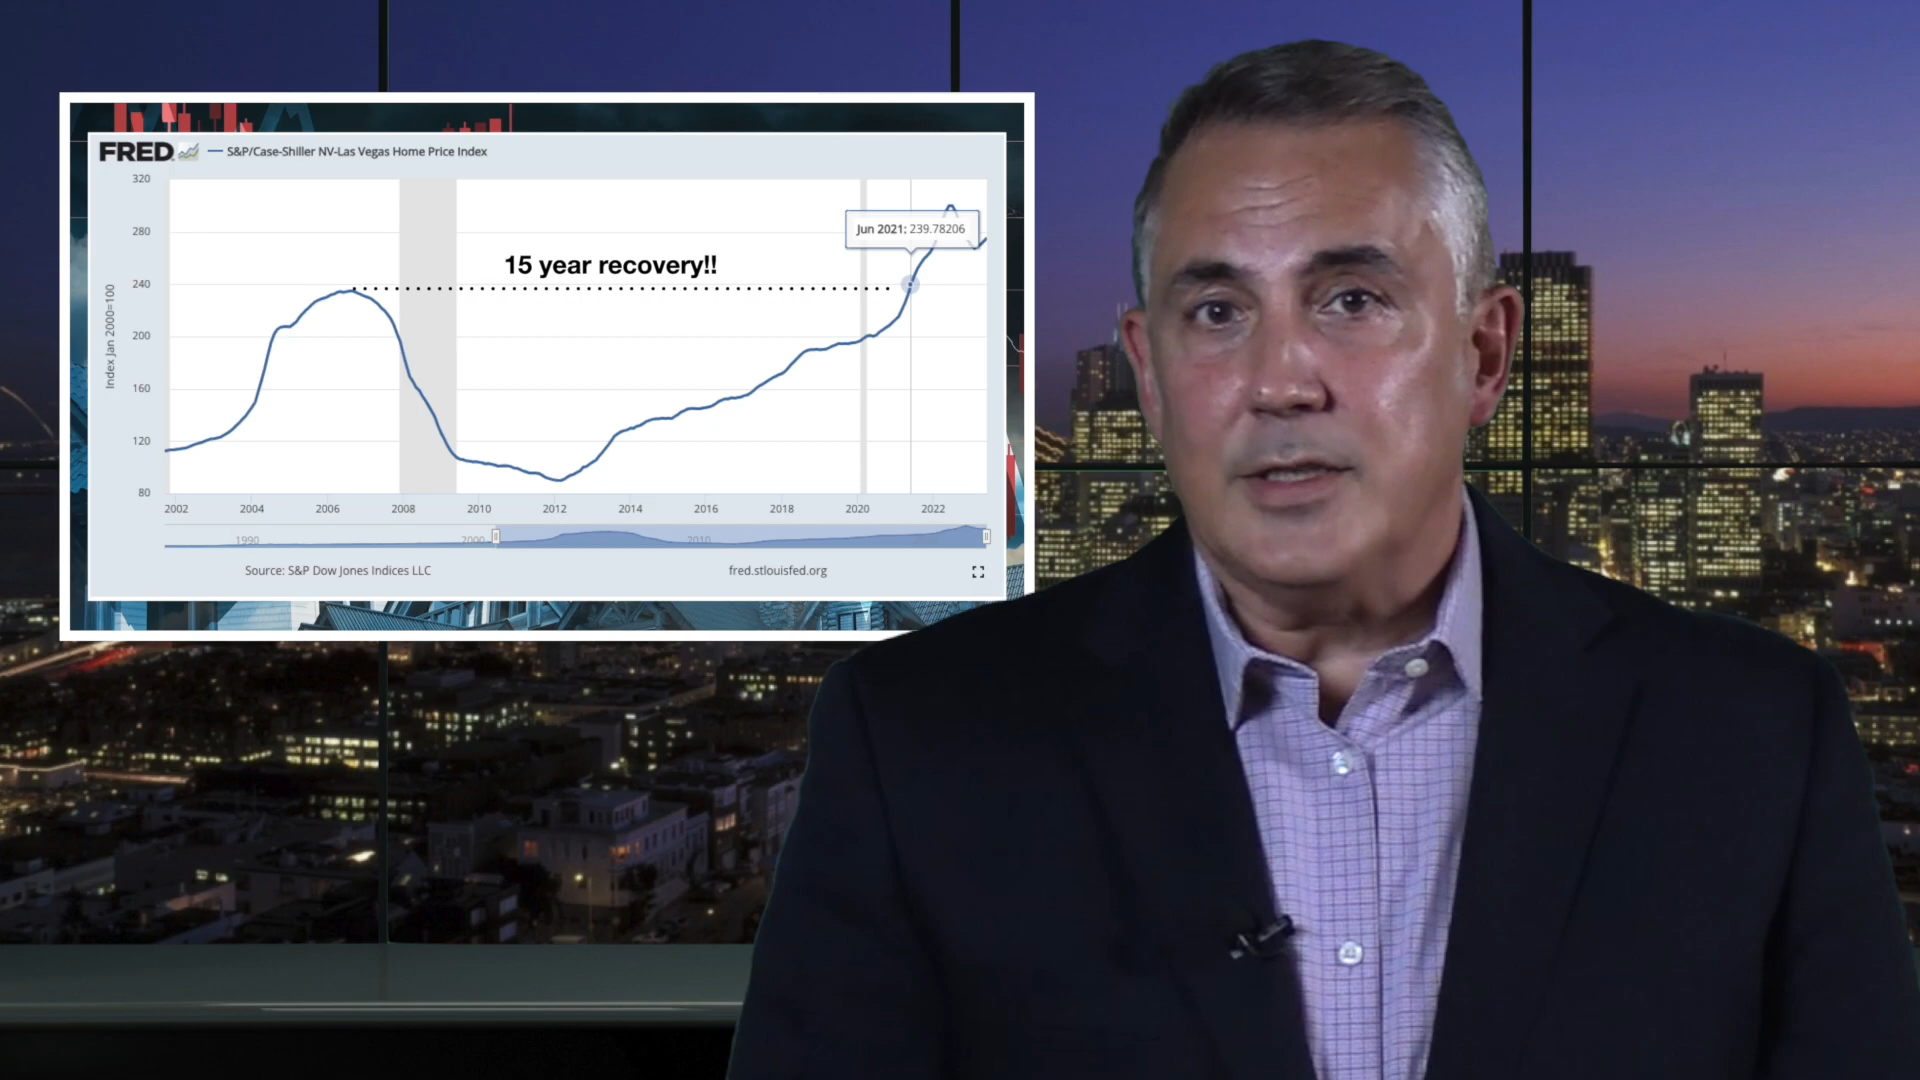 FRED S&P/Case-Shiller NV-Las Vegas Home Price Index
320
280
240
200
160
120
80
Index Jan 2000=100
Jun 2021: 239.78206
15 year recovery!!
2002 2004 2006 2008 2010 2012 2014 2016 2018 2020 2022
1990 2000 2010
Source: S&P Dow Jones Indices LLC fred.stlouisfed.org